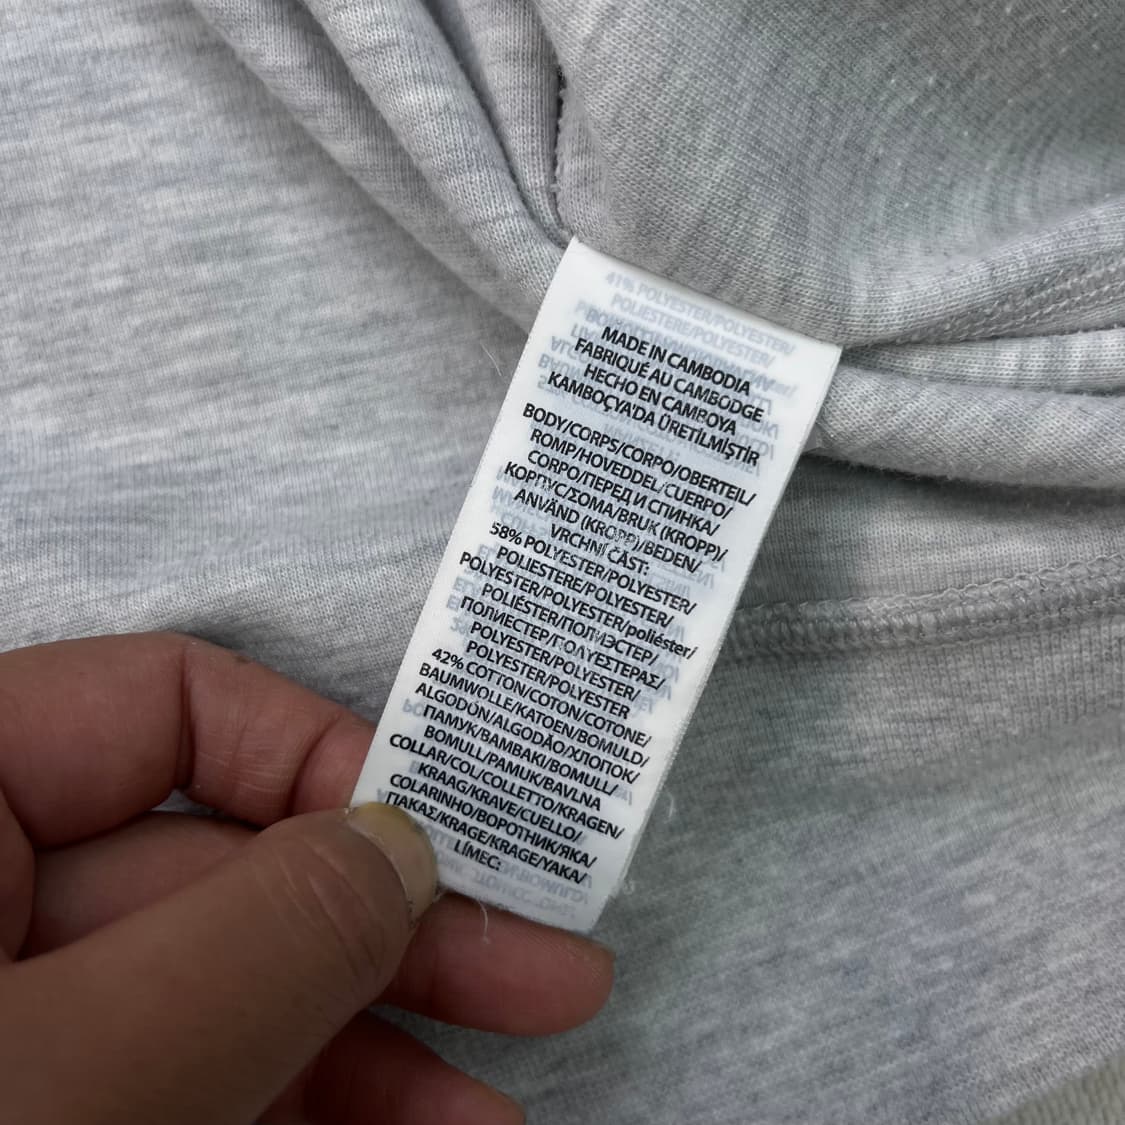 MADE IN CAMBODIA
FABRIQUÉ AU CAMBODGE
HECHO EN CAMBOYA
KAMBOÇYA'DA ÜRETİLMİŞTİR
BODY/CORPS/CORPO/OBERTEIL/
ROMP/HOVEDDEL/CUERPO/
CORPO/ПЕРЕД И СПИНКА/
КОРПУС/ΣΩΜΑ/BRUK (KROPP)/
ANVÄND (KROPP)/BEDEN/
VRCHNÍ ČÁST:
58% POLYESTER/POLYESTER/
POLIESTERE/POLYESTER/
POLYESTER/POLYESTER/poliéster/
POLIÉSTER/ПОЛИЭСТЕР/
ПОЛИЕСТЕР/ΠΟΛΥΕΣΤΕΡΑΣ/
POLYESTER/POLYESTER/
POLYESTER/POLYESTER
42% COTTON/COTON/COTONE/
BAUMWOLLE/KATOEN/BOMULD/
ALGODÓN/ALGODÃO/ХЛОПОК/
ПАМУК/BAMBAKI/BOMULL/
BOMULL/PAMUK/BAVLNA
COLLAR/COL/COLLETTO/KRAGEN/
KRAAG/KRAVE/CUELLO/
COLARINHO/ВОРОТНИК/ЯКА/
ΓΙΑΚΑΣ/KRAGE/KRAGE/YAKA/
LÍMEC: